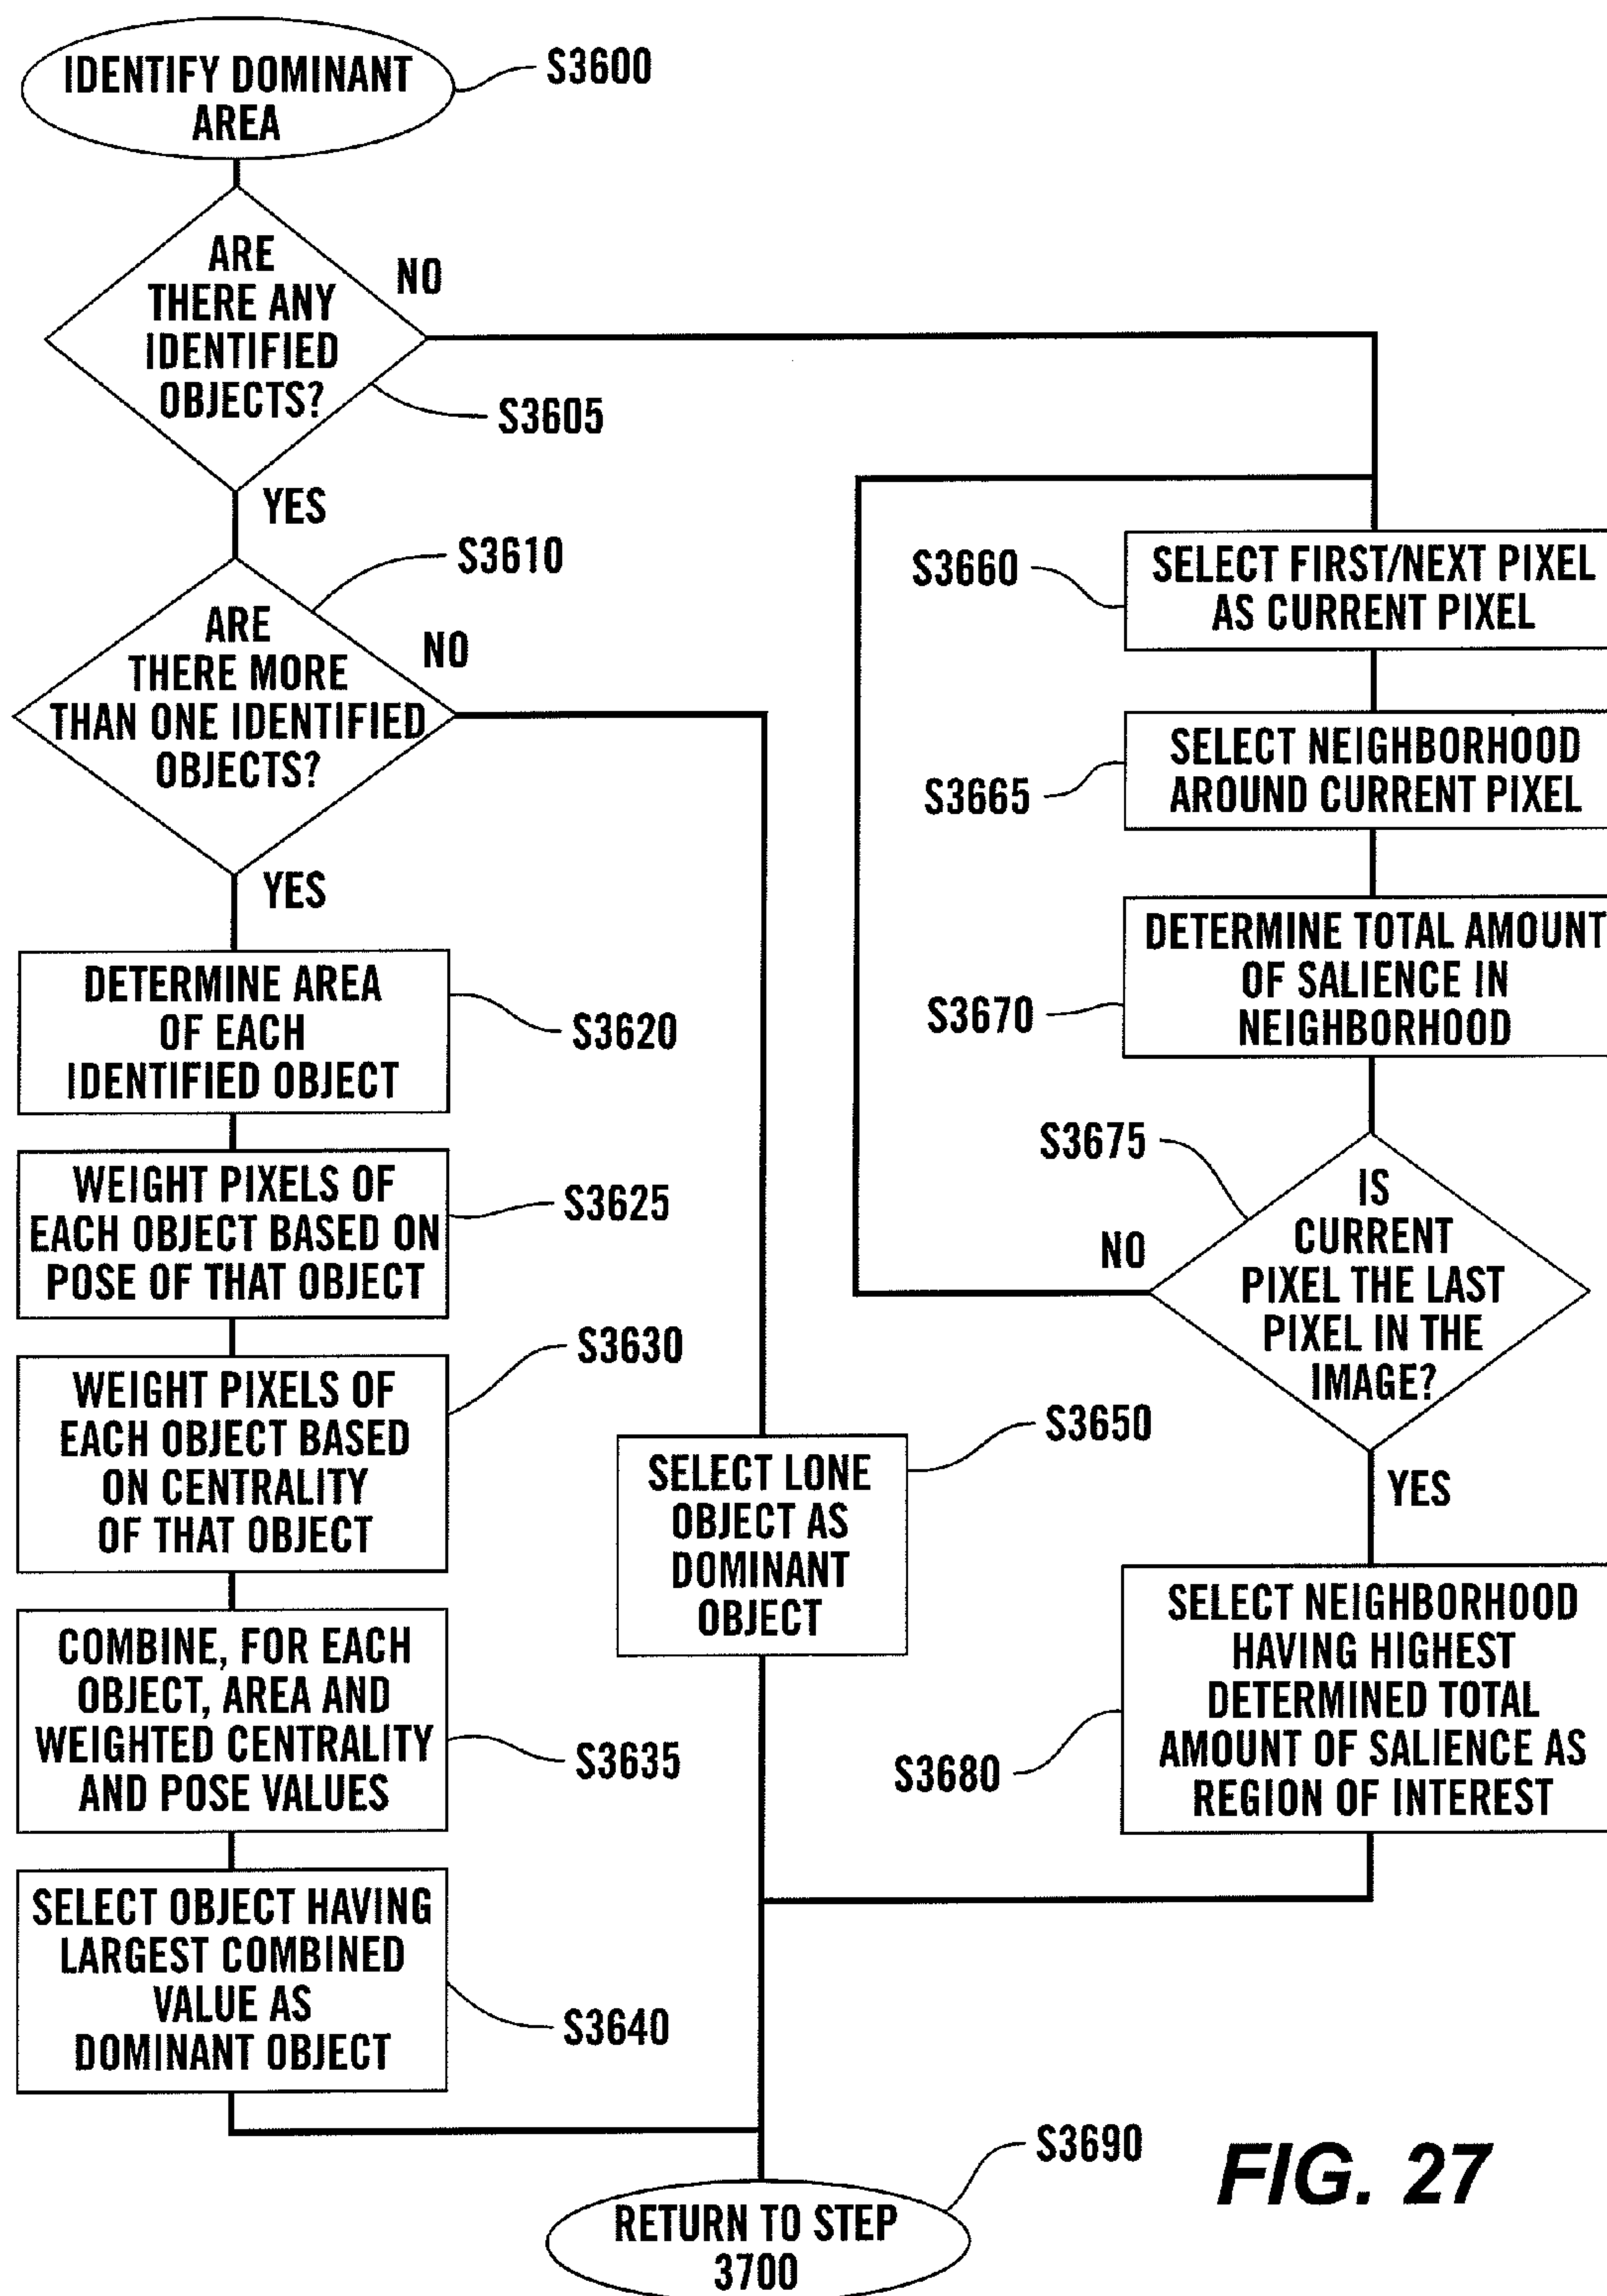 IDENTIFY DOMINANT
AREA
S3600
ARE
THERE ANY
IDENTIFIED
OBJECTS?
NO
S3605
YES
S3610
ARE
THERE MORE
THAN ONE IDENTIFIED
OBJECTS?
NO
YES
DETERMINE AREA
OF EACH
IDENTIFIED OBJECT
S3620
WEIGHT PIXELS OF
EACH OBJECT BASED ON
POSE OF THAT OBJECT
S3625
WEIGHT PIXELS OF
EACH OBJECT BASED
ON CENTRALITY
OF THAT OBJECT
S3630
COMBINE, FOR EACH
OBJECT, AREA AND
WEIGHTED CENTRALITY
AND POSE VALUES
S3635
SELECT OBJECT HAVING
LARGEST COMBINED
VALUE AS
DOMINANT OBJECT
S3640
SELECT LONE
OBJECT AS
DOMINANT
OBJECT
S3650
S3660
SELECT FIRST/NEXT PIXEL
AS CURRENT PIXEL
S3665
SELECT NEIGHBORHOOD
AROUND CURRENT PIXEL
S3670
DETERMINE TOTAL AMOUNT
OF SALIENCE IN
NEIGHBORHOOD
S3675
IS
CURRENT
PIXEL THE LAST
PIXEL IN THE
IMAGE?
NO
YES
S3680
SELECT NEIGHBORHOOD
HAVING HIGHEST
DETERMINED TOTAL
AMOUNT OF SALIENCE AS
REGION OF INTEREST
S3690
RETURN TO STEP
3700
FIG. 27